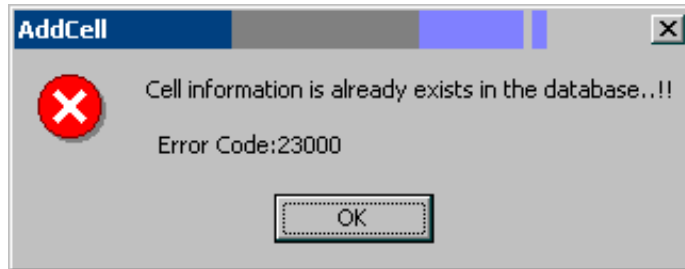 AddCell
Cell information is already exists in the database..!!
Error Code:23000
OK